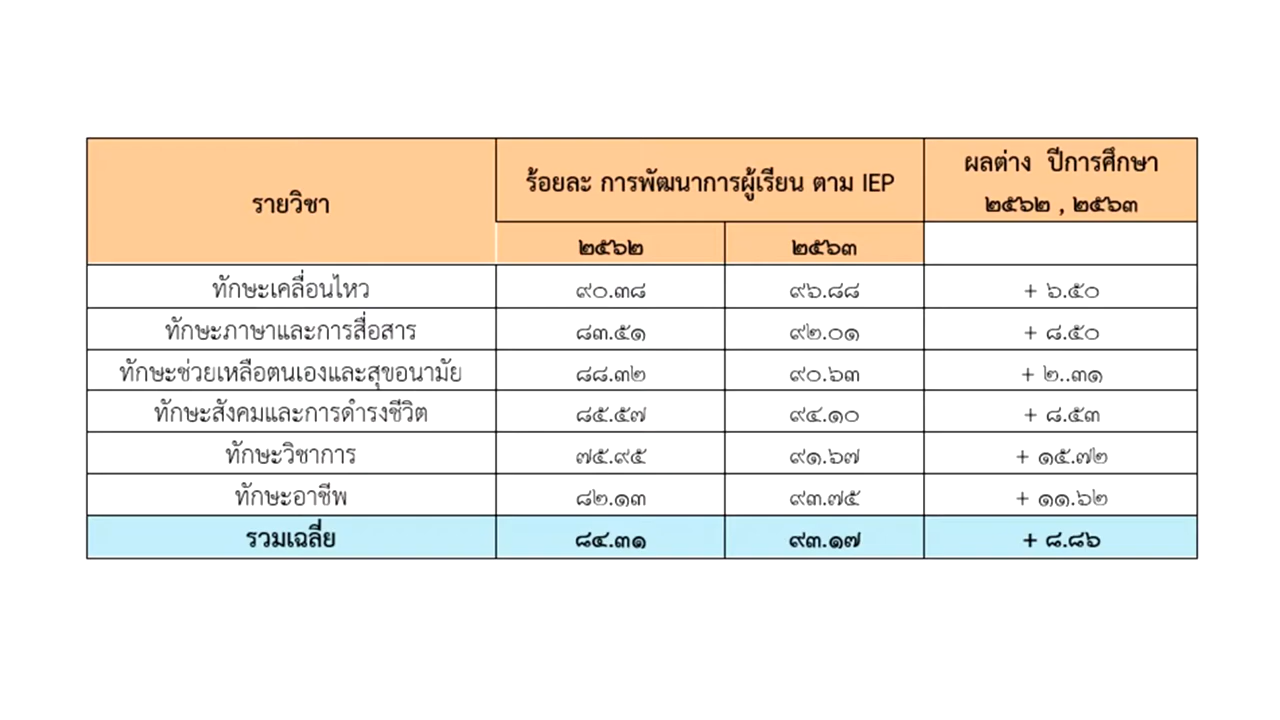 รายวิชา ร้อยละ การพัฒนาการผู้เรียน ตาม IEP ผลต่าง ปีการศึกษา
๒๕๖๒ , ๒๕๖๓
๒๕๖๒ ๒๕๖๓
ทักษะเคลื่อนไหว ๙๐.๓๘ ๙๖.๘๘ + ๖.๕๐
ทักษะภาษาและการสื่อสาร ๘๓.๕๑ ๙๒.๐๑ + ๘.๕๐
ทักษะช่วยเหลือตนเองและสุขอนามัย ๘๘.๓๒ ๙๐.๖๓ + ๒..๓๑
ทักษะสังคมและการดำรงชีวิต ๘๕.๕๗ ๙๔.๑๐ + ๘.๕๓
ทักษะวิชาการ ๗๕.๙๕ ๙๑.๖๗ + ๑๕.๗๒
ทักษะอาชีพ ๘๒.๑๓ ๙๓.๗๕ + ๑๑.๖๒
รวมเฉลี่ย ๘๔.๓๑ ๙๓.๑๗ + ๘.๘๖